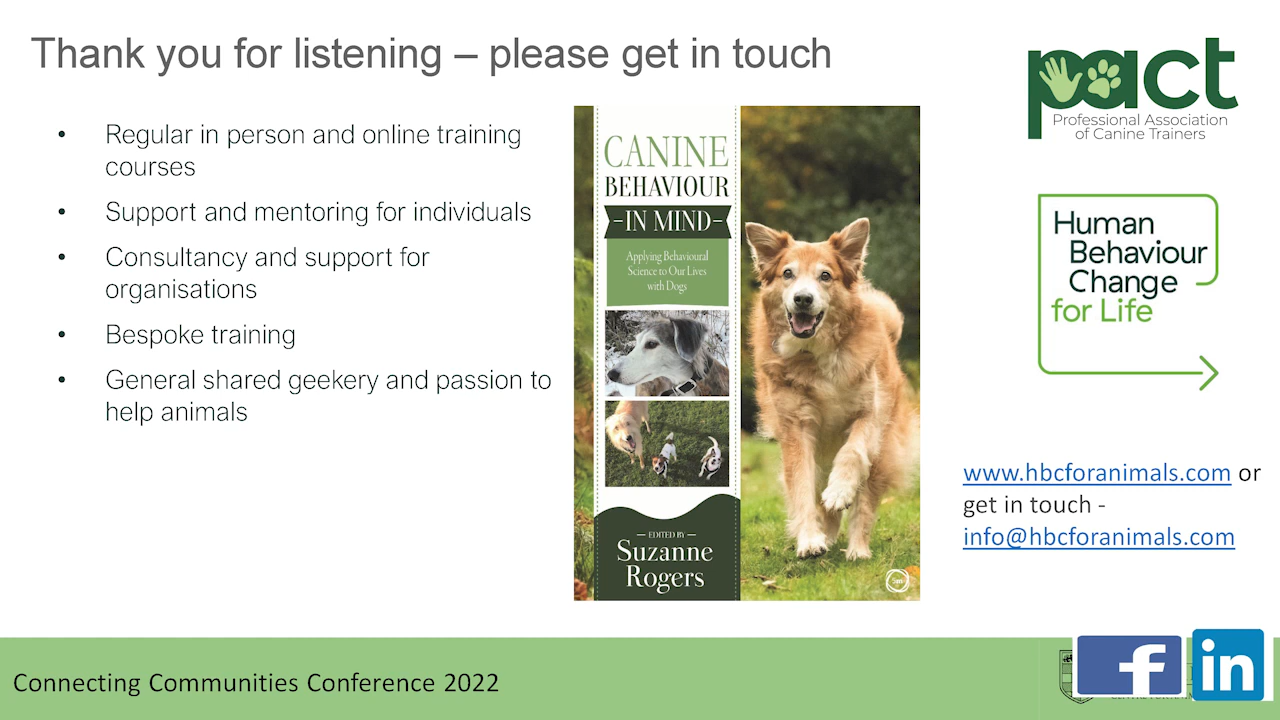 Thank you for listening – please get in touch
• Regular in person and online training
courses
• Support and mentoring for individuals
• Consultancy and support for
organisations
• Bespoke training
• General shared geekery and passion to
help animals
CANINE
BEHAVIOUR
-IN MIND-
Applying Behavioural
Science to Our Lives
with Dogs
— EDITED BY —
Suzanne
Rogers
5m
pact
Professional Association
of Canine Trainers
Human
Behaviour
Change
for Life
www.hbcforanimals.com or
get in touch -
info@hbcforanimals.com
Connecting Communities Conference 2022
f
in